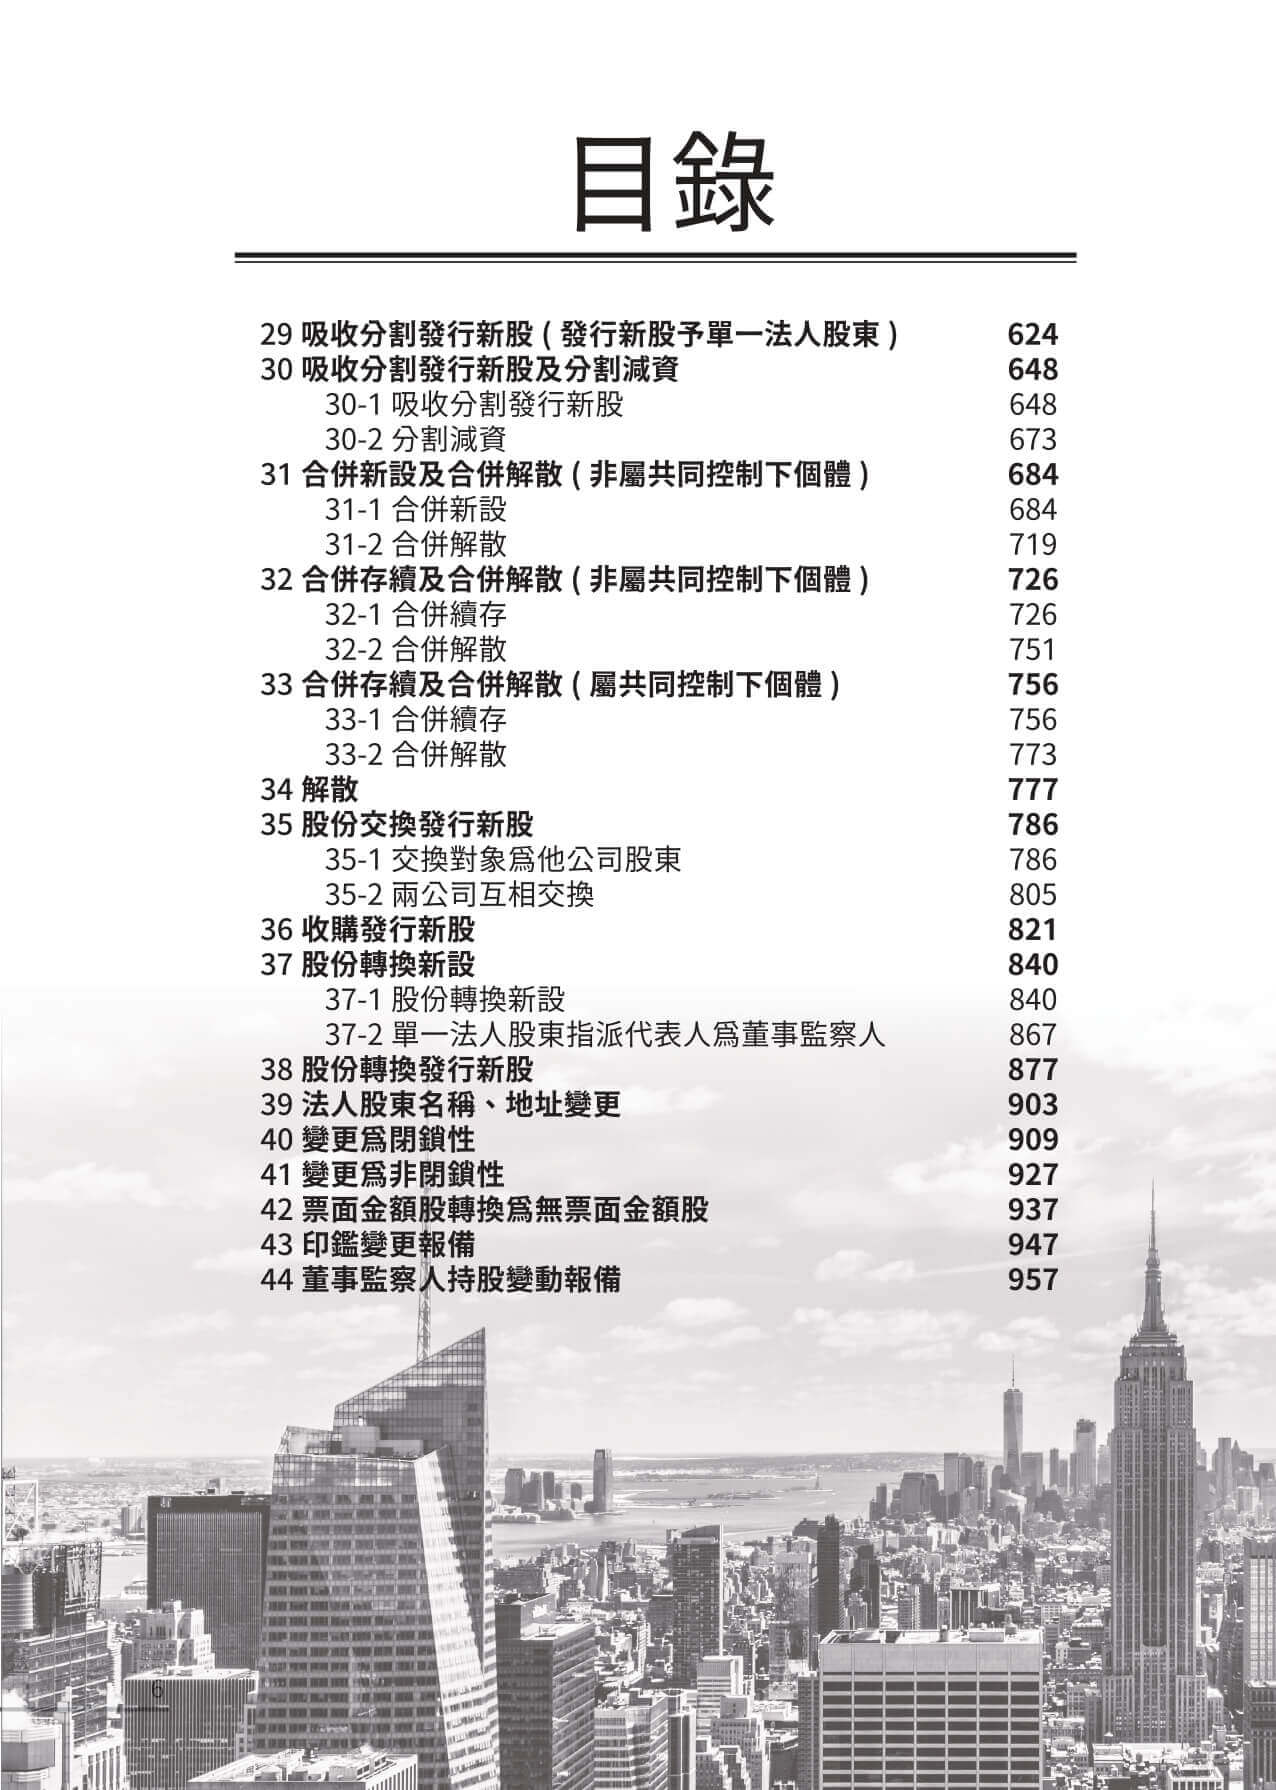 目錄
29 吸收分割發行新股 ( 發行新股予單一法人股東 ) 624
30 吸收分割發行新股及分割減資 648
30-1 吸收分割發行新股 648
30-2 分割減資 673
31 合併新設及合併解散 ( 非屬共同控制下個體 ) 684
31-1 合併新設 684
31-2 合併解散 719
32 合併存續及合併解散 ( 非屬共同控制下個體 ) 726
32-1 合併續存 726
32-2 合併解散 751
33 合併存續及合併解散 ( 屬共同控制下個體 ) 756
33-1 合併續存 756
33-2 合併解散 773
34 解散 777
35 股份交換發行新股 786
35-1 交換對象爲他公司股東 786
35-2 兩公司互相交換 805
36 收購發行新股 821
37 股份轉換新設 840
37-1 股份轉換新設 840
37-2 單一法人股東指派代表人爲董事監察人 867
38 股份轉換發行新股 877
39 法人股東名稱、地址變更 903
40 變更爲閉鎖性 909
41 變更爲非閉鎖性 927
42 票面金額股轉換爲無票面金額股 937
43 印鑑變更報備 947
44 董事監察人持股變動報備 957
6